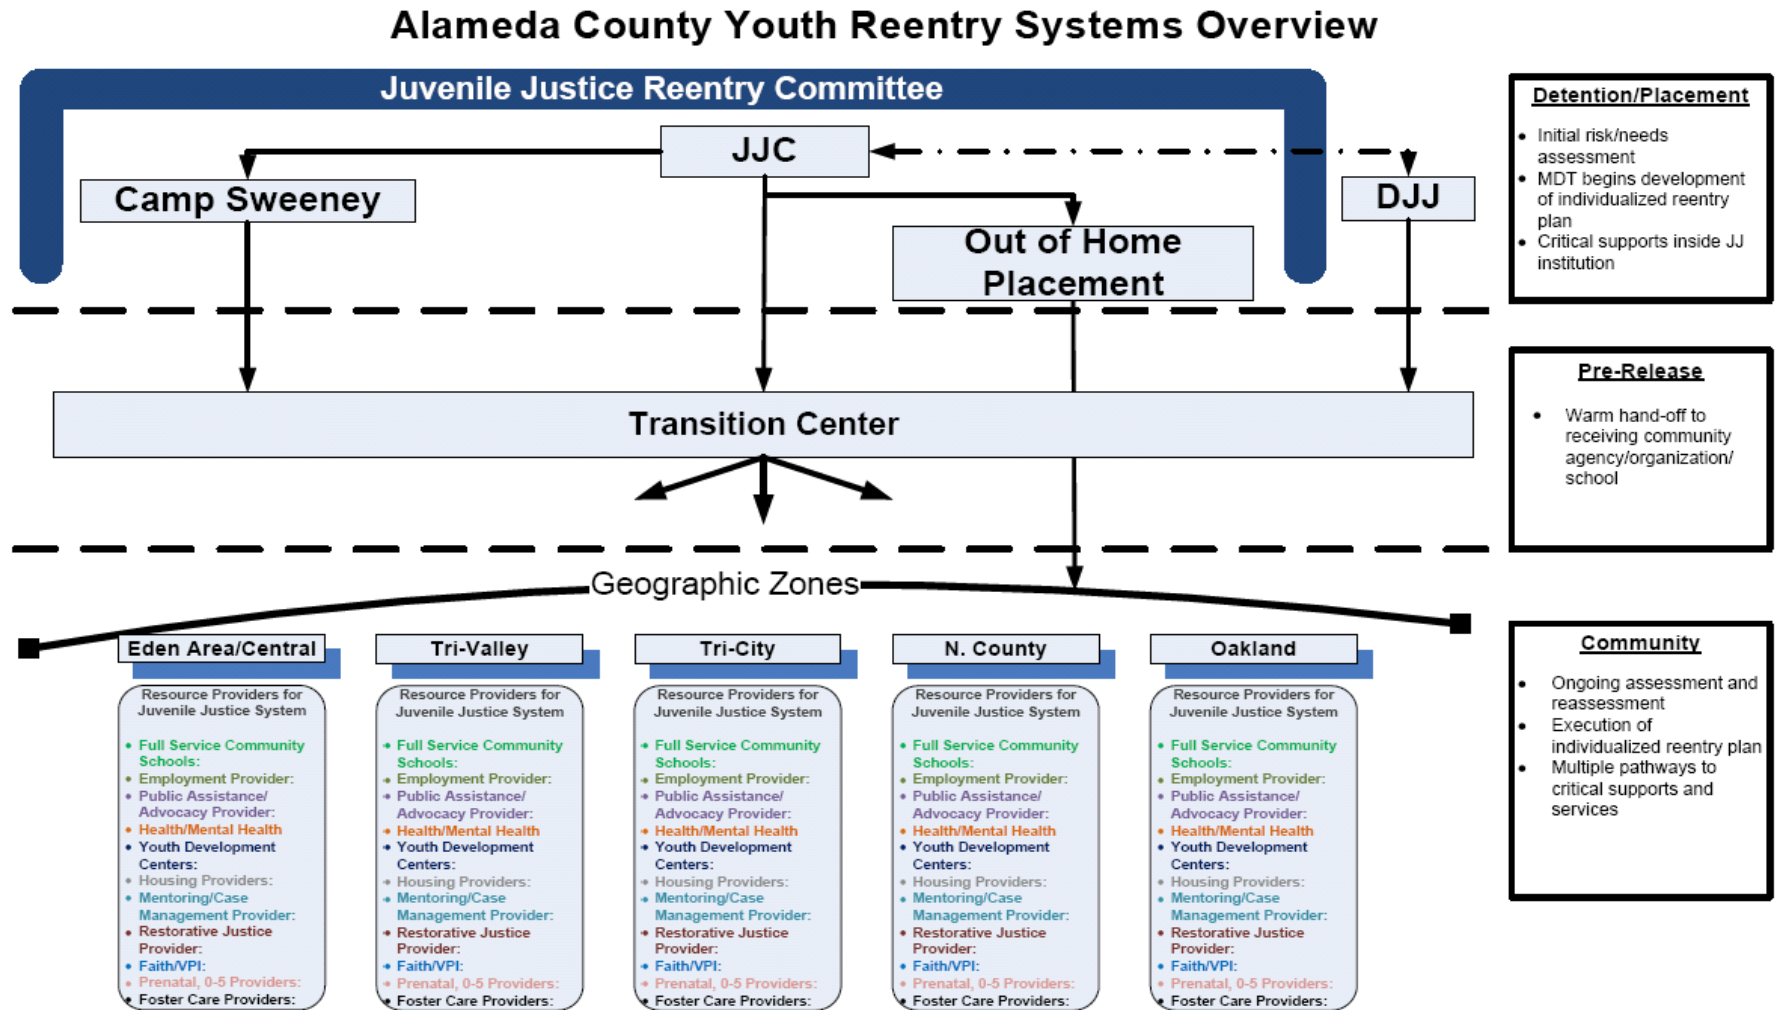 Alameda County Youth Reentry Systems Overview
Juvenile Justice Reentry Committee
JJC
Camp Sweeney
DJJ
Out of Home
Placement
Detention/Placement
• Initial risk/needs
assessment
• MDT begins development
of individualized reentry
plan
• Critical supports inside JJ
institution
Transition Center
Pre-Release
• Warm hand-off to
receiving community
agency/organization/
school
Geographic Zones
Eden Area/Central
Resource Providers for
Juvenile Justice System
• Full Service Community
Schools:
• Employment Provider:
• Public Assistance/
Advocacy Provider:
• Health/Mental Health
• Youth Development
Centers:
• Housing Providers:
• Mentoring/Case
Management Provider:
• Restorative Justice
Provider:
• Faith/VPI:
• Prenatal, 0-5 Providers:
• Foster Care Providers:
Tri-Valley
Resource Providers for
Juvenile Justice System
• Full Service Community
Schools:
• Employment Provider:
• Public Assistance/
Advocacy Provider:
• Health/Mental Health
• Youth Development
Centers:
• Housing Providers:
• Mentoring/Case
Management Provider:
• Restorative Justice
Provider:
• Faith/VPI:
• Prenatal, 0-5 Providers:
• Foster Care Providers:
Tri-City
Resource Providers for
Juvenile Justice System
• Full Service Community
Schools:
• Employment Provider:
• Public Assistance/
Advocacy Provider:
• Health/Mental Health
• Youth Development
Centers:
• Housing Providers:
• Mentoring/Case
Management Provider:
• Restorative Justice
Provider:
• Faith/VPI:
• Prenatal, 0-5 Providers:
• Foster Care Providers:
N. County
Resource Providers for
Juvenile Justice System
• Full Service Community
Schools:
• Employment Provider:
• Public Assistance/
Advocacy Provider:
• Health/Mental Health
• Youth Development
Centers:
• Housing Providers:
• Mentoring/Case
Management Provider:
• Restorative Justice
Provider:
• Faith/VPI:
• Prenatal, 0-5 Providers:
• Foster Care Providers:
Oakland
Resource Providers for
Juvenile Justice System
• Full Service Community
Schools:
• Employment Provider:
• Public Assistance/
Advocacy Provider:
• Health/Mental Health
• Youth Development
Centers:
• Housing Providers:
• Mentoring/Case
Management Provider:
• Restorative Justice
Provider:
• Faith/VPI:
• Prenatal, 0-5 Providers:
• Foster Care Providers:
Community
• Ongoing assessment and
reassessment
• Execution of
individualized reentry plan
• Multiple pathways to
critical supports and
services